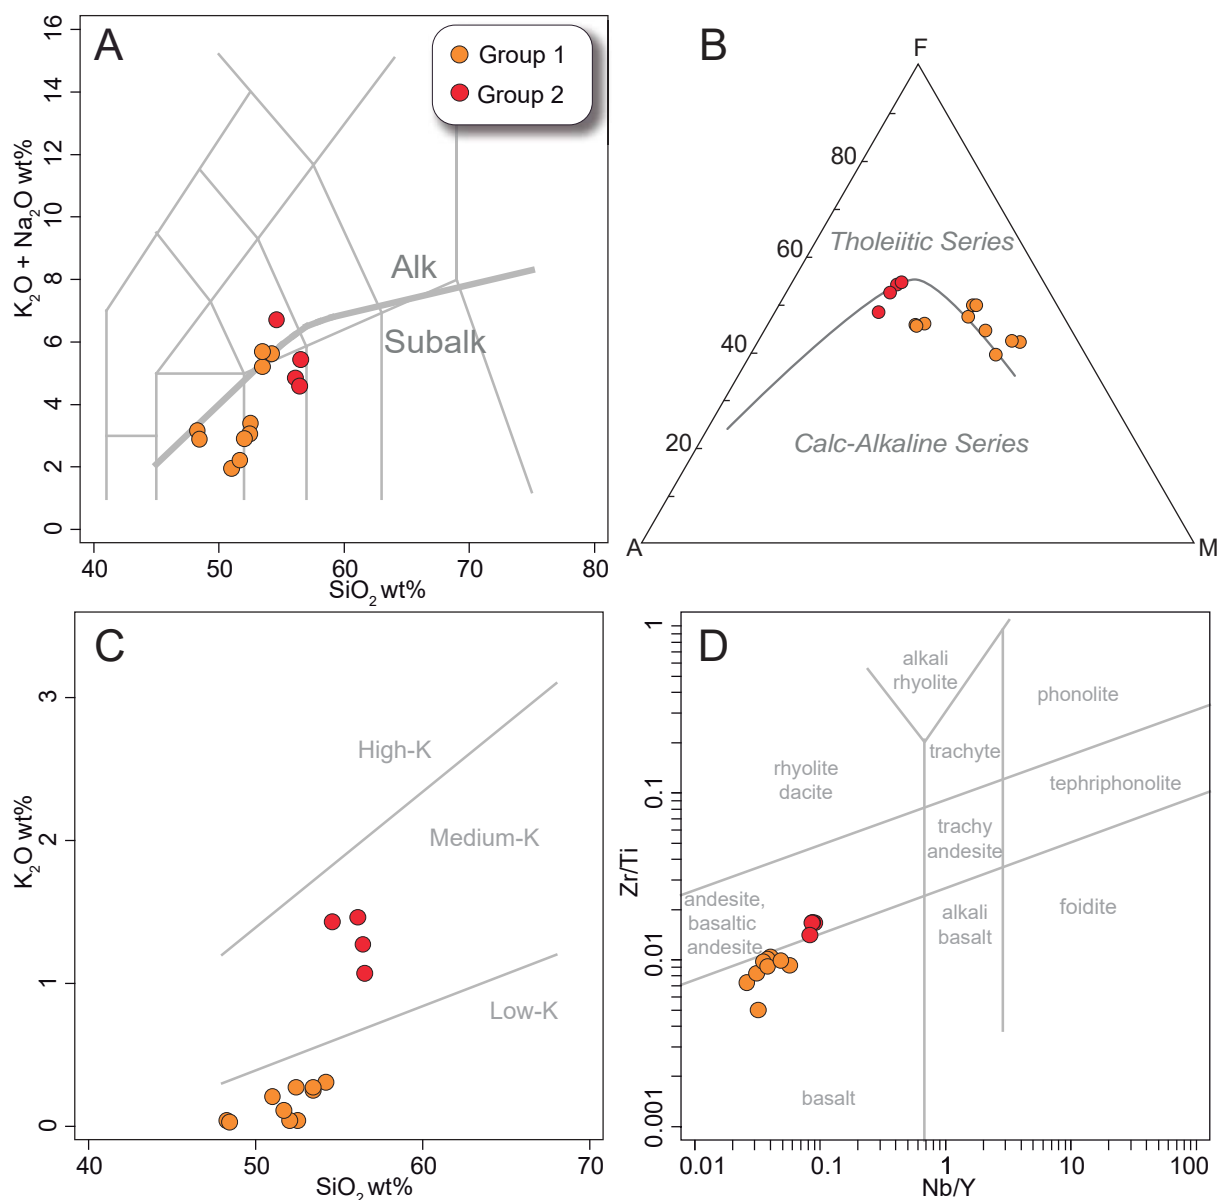 A
Group 1
Group 2
Alk
Subalk
K2O + Na2O wt%
0
2
4
6
8
10
12
14
16
40
50
60
70
80
SiO2 wt%
B
F
80
60
Tholeiitic Series
40
20
Calc-Alkaline Series
A
M
C
High-K
Medium-K
Low-K
K2O wt%
0
1
2
3
40
50
60
70
SiO2 wt%
D
alkali
rhyolite
phonolite
trachyte
rhyolite
dacite
tephriphonolite
trachy
andesite
andesite,
basaltic
andesite
alkali
basalt
foidite
basalt
Zr/Ti
1
0.1
0.01
0.001
0.01
0.1
1
10
100
Nb/Y